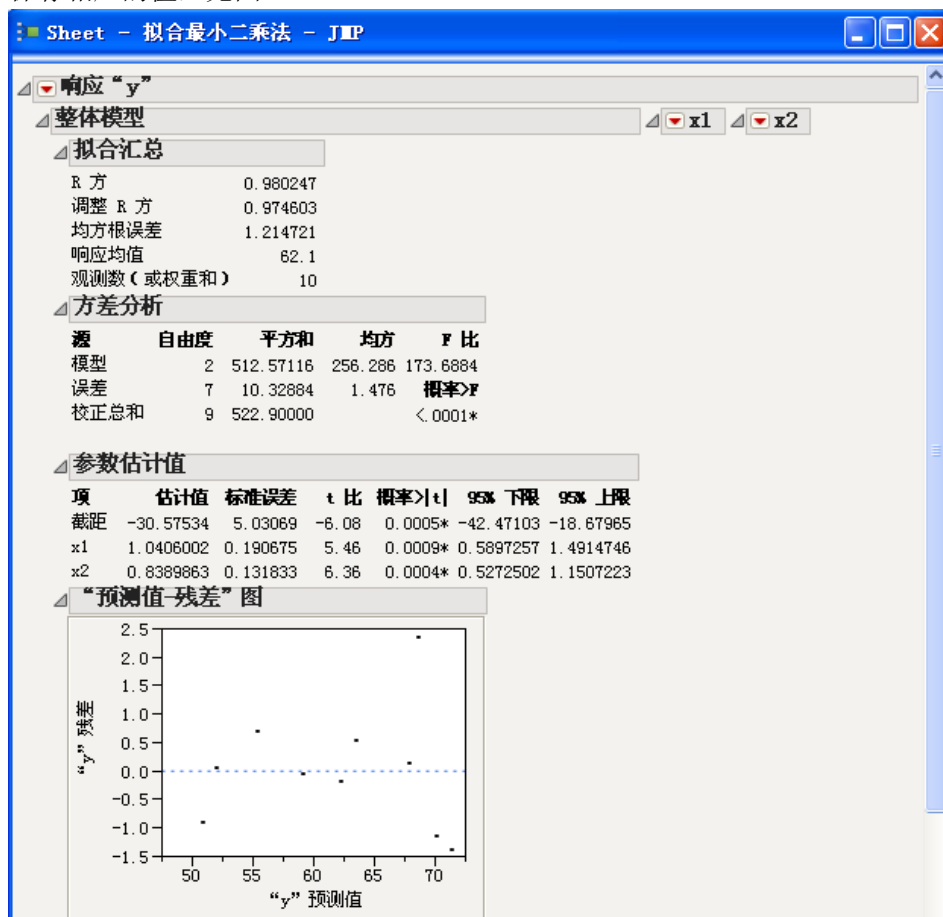 Sheet - 拟合最小二乘法 - JMP
响应“y”
整体模型 x1 x2
拟合汇总
R 方 0.980247
调整 R 方 0.974603
均方根误差 1.214721
响应均值 62.1
观测数(或权重和) 10
方差分析
源 自由度 平方和 均方 F 比
模型 2 512.57116 256.286 173.6884
误差 7 10.32884 1.476 概率>F
校正总和 9 522.90000 <.0001*
参数估计值
项 估计值 标准误差 t 比 概率>|t| 95% 下限 95% 上限
截距 -30.57534 5.03069 -6.08 0.0005* -42.47103 -18.67965
x1 1.0406002 0.190675 5.46 0.0009* 0.5897257 1.4914746
x2 0.8389863 0.131833 6.36 0.0004* 0.5272502 1.1507223
“预测值-残差”图
2.5
2.0
1.5
1.0
0.5
0.0
-0.5
-1.0
-1.5
“y” 残差
50 55 60 65 70
“y” 预测值